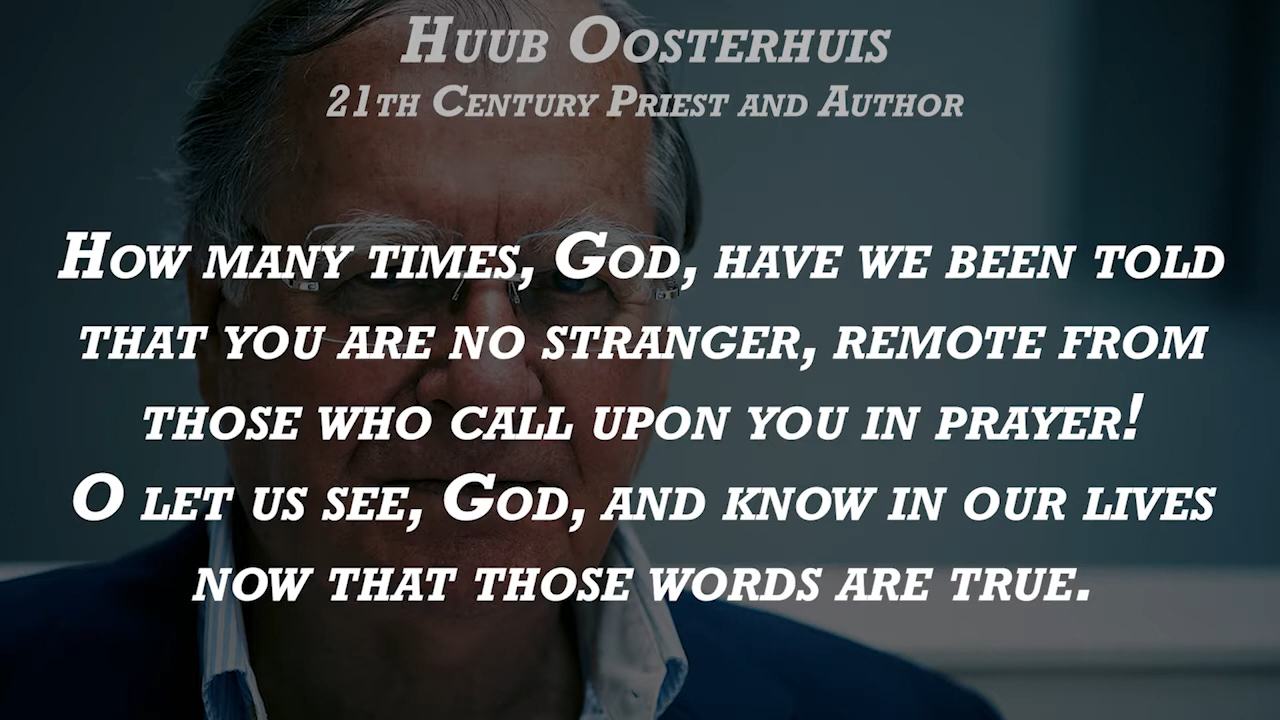 Huub Oosterhuis
21th Century Priest and Author
How many times, God, have we been told
that you are no stranger, remote from
those who call upon you in prayer!
O let us see, God, and know in our lives
now that those words are true.